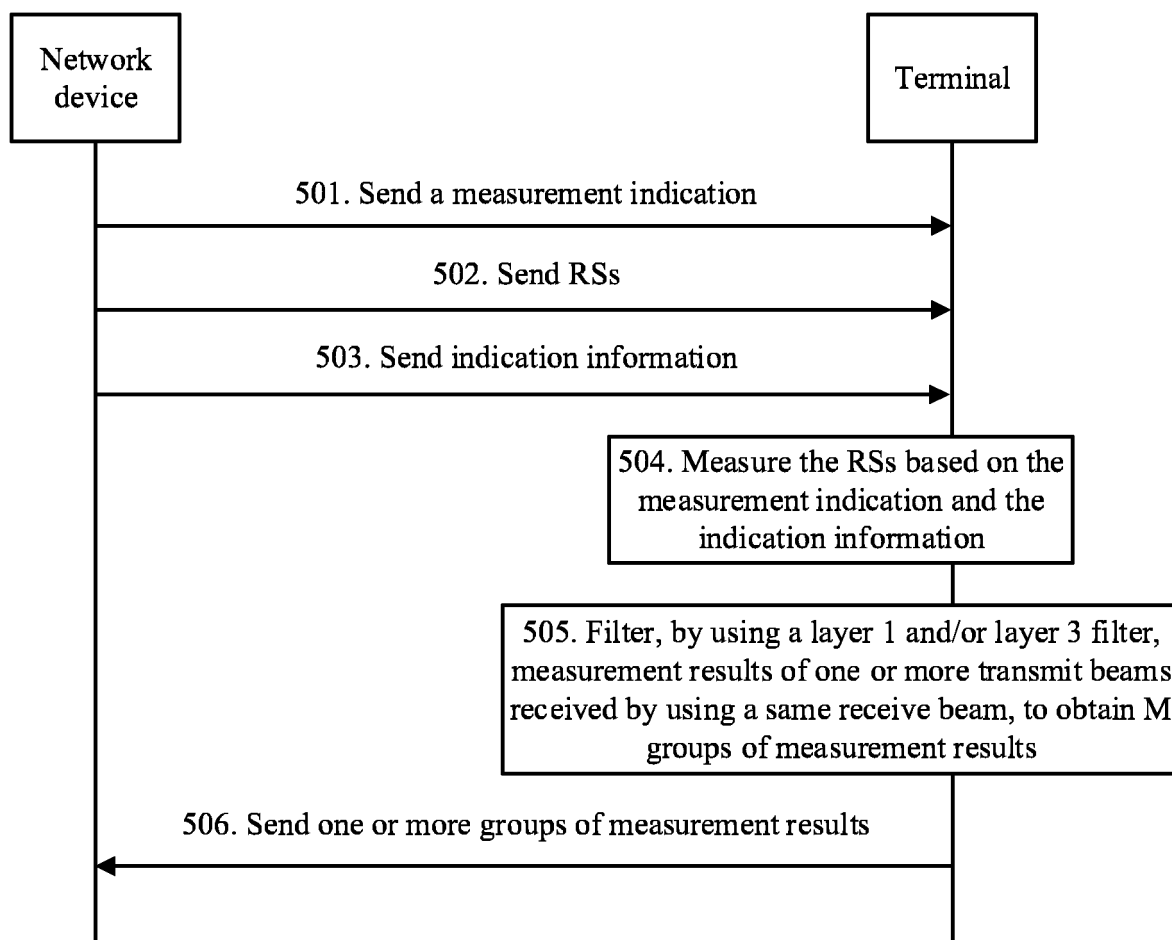 Network
device
Terminal
501. Send a measurement indication
502. Send RSs
503. Send indication information
504. Measure the RSs based on the
measurement indication and the
indication information
505. Filter, by using a layer 1 and/or layer 3 filter,
measurement results of one or more transmit beams
received by using a same receive beam, to obtain M
groups of measurement results
506. Send one or more groups of measurement results